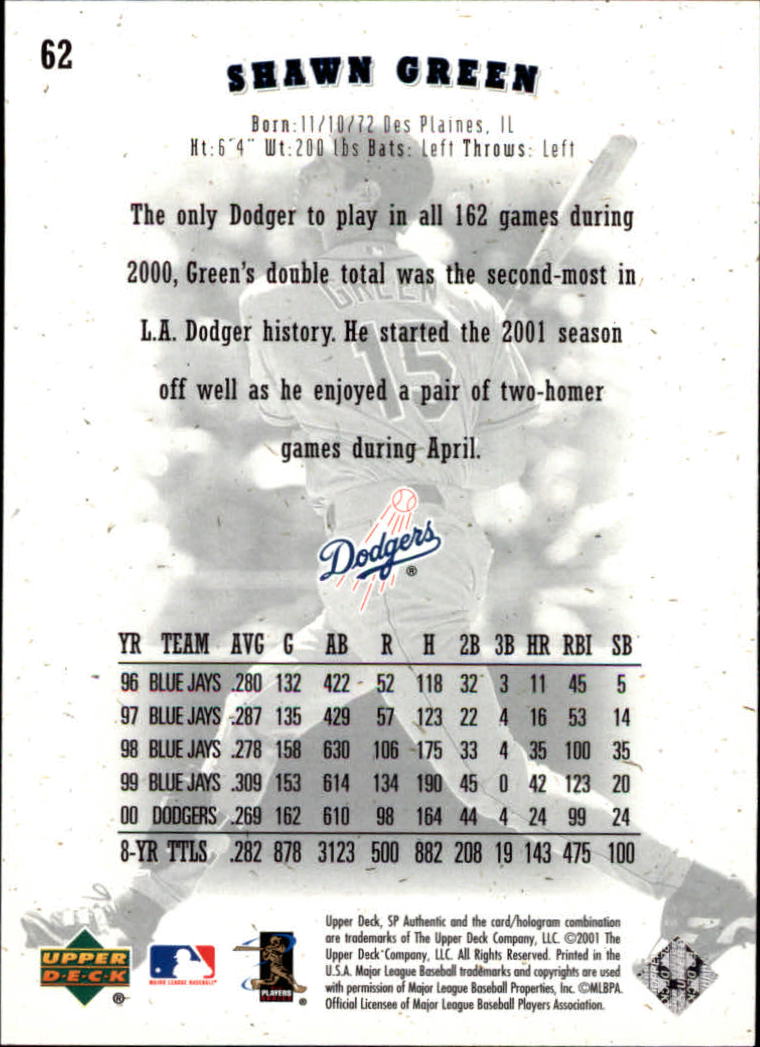 62
SHAWN GREEN
Born:11/10/72 Des Plaines, IL
Ht:6'4" Wt:200 lbs Bats: Left Throws: Left
The only Dodger to play in all 162 games during
2000, Green's double total was the second-most in
L.A. Dodger history. He started the 2001 season
off well as he enjoyed a pair of two-homer
games during April.
GREEN
15
Dodgers®
YR TEAM AVG G AB R H 2B 3B HR RBI SB
96 BLUE JAYS .280 132 422 52 118 32 3 11 45 5
97 BLUE JAYS .287 135 429 57 123 22 4 16 53 14
98 BLUE JAYS .278 158 630 106 175 33 4 35 100 35
99 BLUE JAYS .309 153 614 134 190 45 0 42 123 20
00 DODGERS .269 162 610 98 164 44 4 24 99 24
8-YR TTLS .282 878 3123 500 882 208 19 143 475 100
Upper Deck, SP Authentic and the card/hologram combination
are trademarks of The Upper Deck Company, LLC. ©2001 The
Upper Deck Company, LLC. All Rights Reserved. Printed in the
U.S.A. Major League Baseball trademarks and copyrights are used
with permission of Major League Baseball Properties, Inc. ©MLBPA.
Official Licensee of Major League Baseball Players Association.
UPPER
D·E·C·K
®
MAJOR LEAGUE BASEBALL
PLAYERS
®